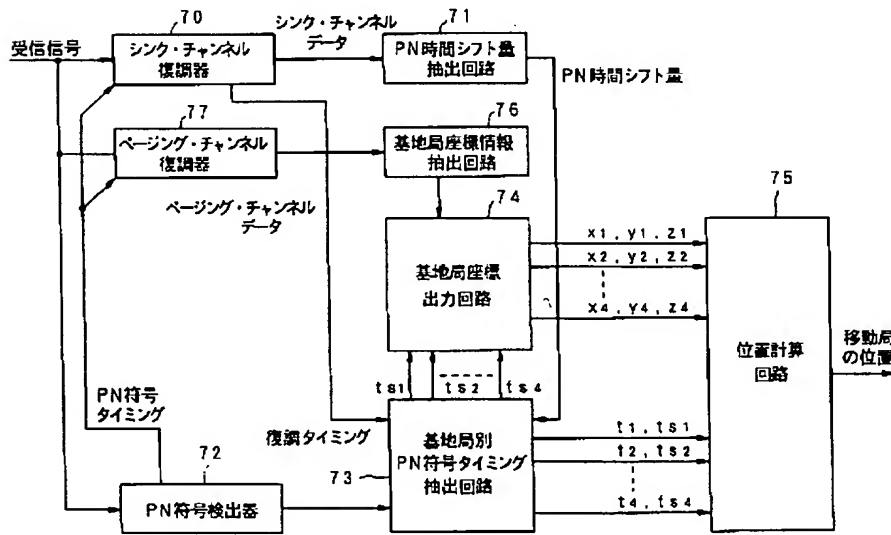 受信信号
70
シンク・チャンネル
復調器
シンク・チャンネル
データ
71
PN時間シフト量
抽出回路
PN時間シフト量
77
ページング・チャンネル
復調器
ページング・チャンネル
データ
76
基地局座標情報
抽出回路
74
基地局座標
出力回路
x1, y1, z1
x2, y2, z2
x4, y4, z4
75
位置計算
回路
移動局
の位置
ts1
ts2
ts4
PN符号
タイミング
復調タイミング
72
PN符号検出器
73
基地局別
PN符号タイミング
抽出回路
t1, ts1
t2, ts2
t4, ts4